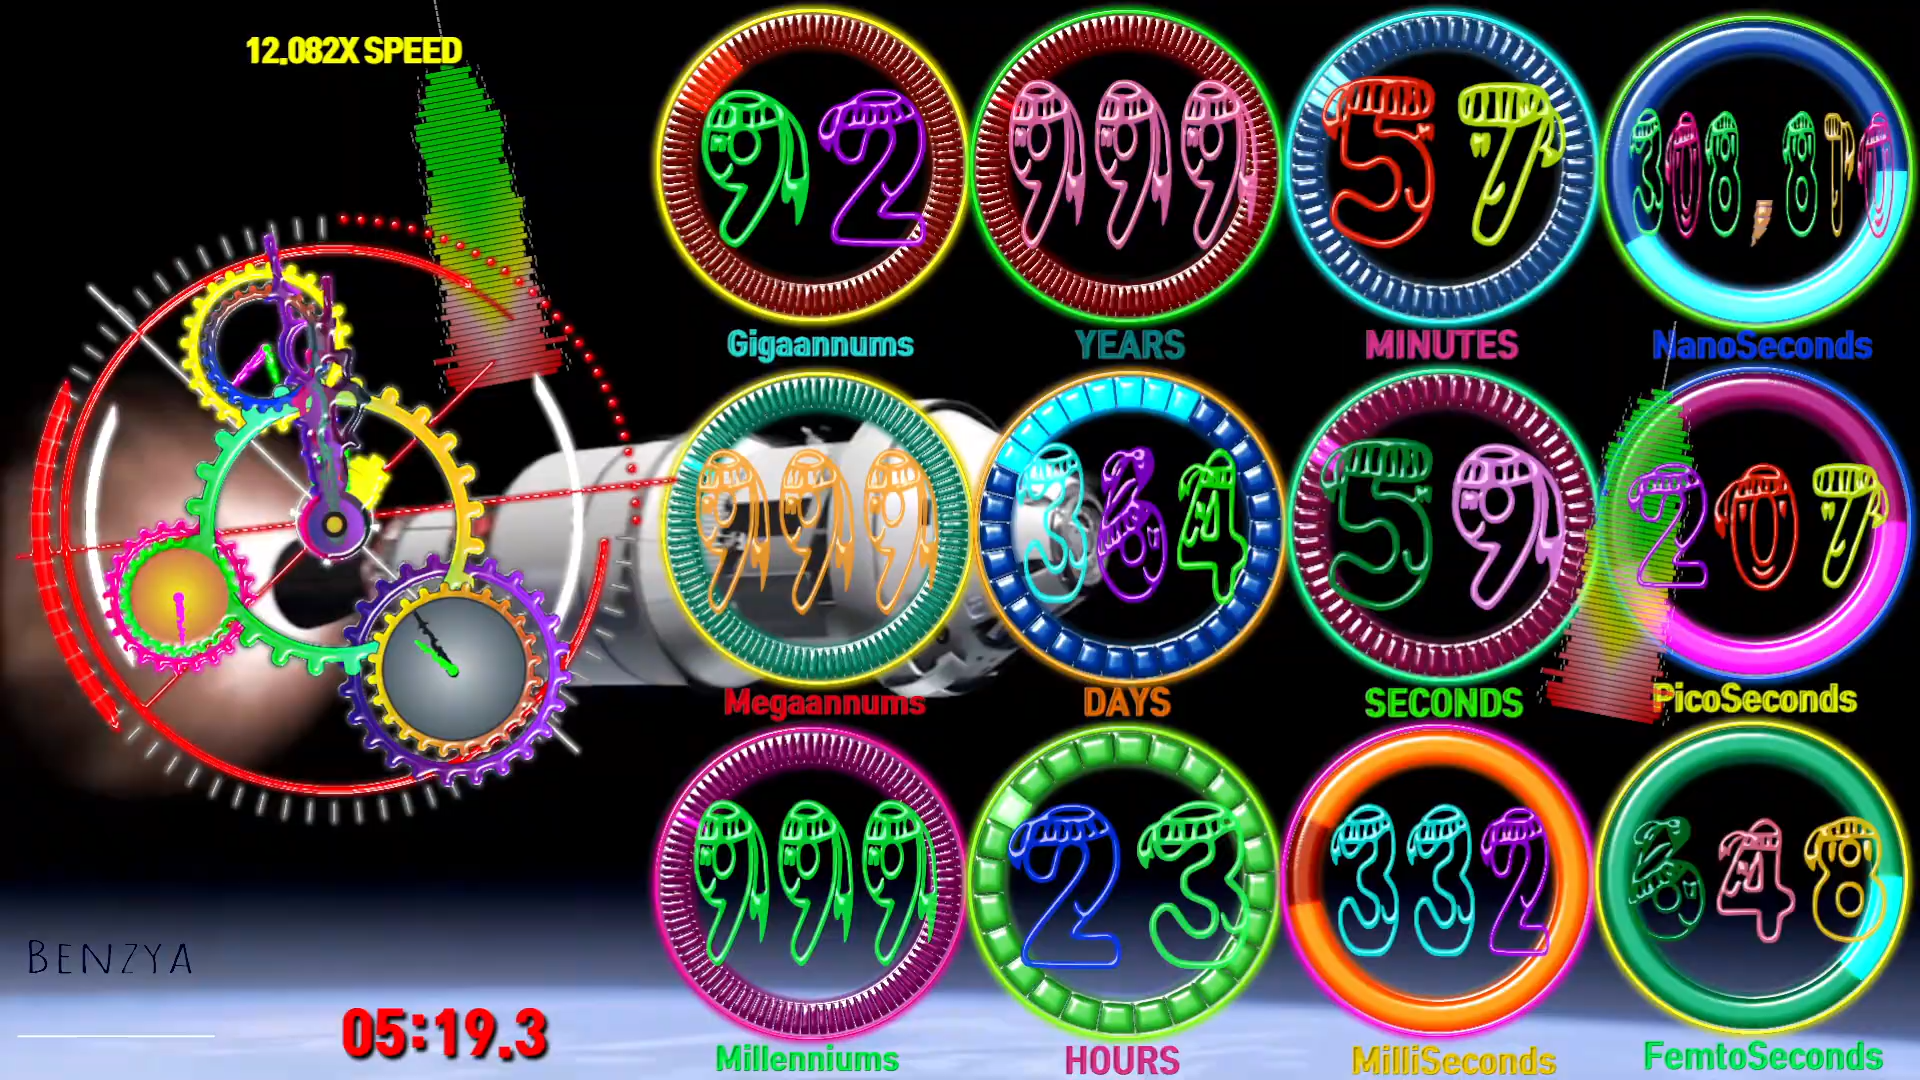 12.082X SPEED
92
Gigaannums
999
YEARS
57
MINUTES
308,810
NanoSeconds
999
Megaannums
364
DAYS
59
SECONDS
207
PicoSeconds
999
Millenniums
23
HOURS
332
MilliSeconds
648
FemtoSeconds
BENZYA
05:19.3